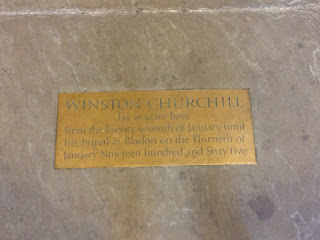 WINSTON CHURCHILL
lay in state here
from the Twenty seventh of January until
his burial at Bladon on the Thirtieth of
January Nineteen hundred and Sixty five